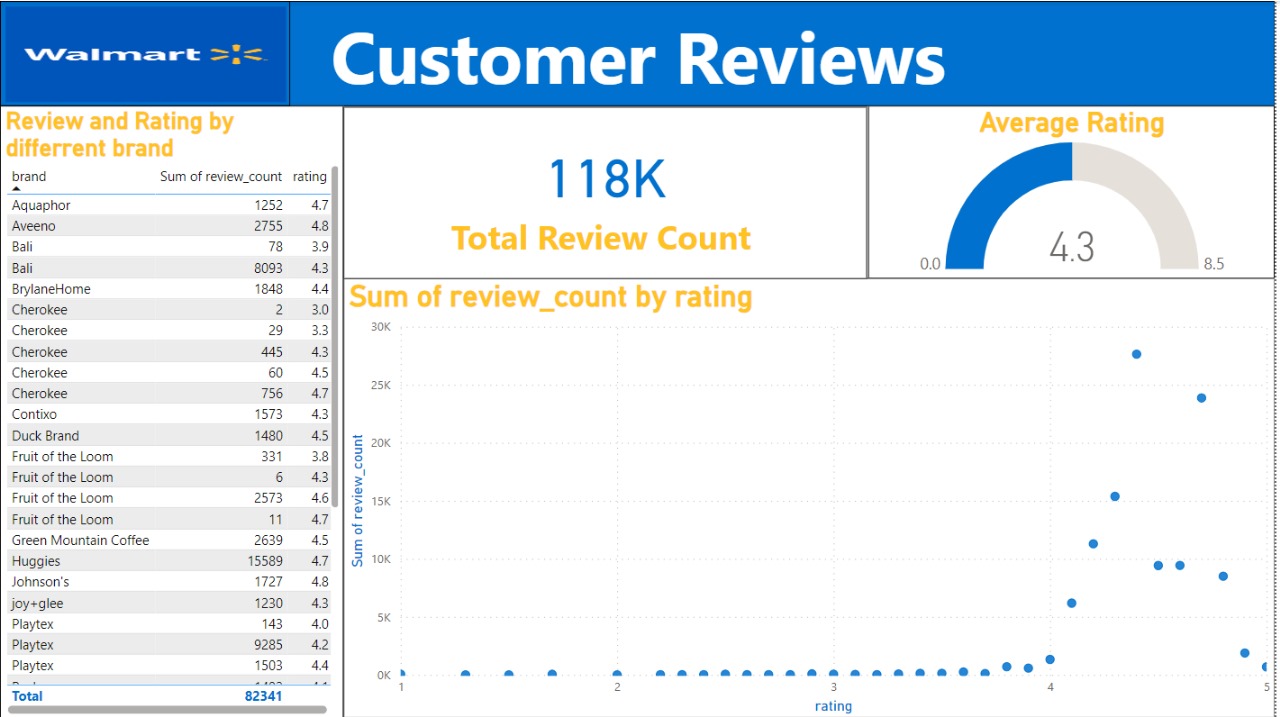 Walmart
Customer Reviews
Review and Rating by
differrent brand
brand Sum of review_count rating
Aquaphor 1252 4.7
Aveeno 2755 4.8
Bali 78 3.9
Bali 8093 4.3
BrylaneHome 1848 4.4
Cherokee 2 3.0
Cherokee 29 3.3
Cherokee 445 4.3
Cherokee 60 4.5
Cherokee 756 4.7
Contixo 1573 4.3
Duck Brand 1480 4.5
Fruit of the Loom 331 3.8
Fruit of the Loom 6 4.3
Fruit of the Loom 2573 4.6
Fruit of the Loom 11 4.7
Green Mountain Coffee 2639 4.5
Huggies 15589 4.7
Johnson's 1727 4.8
joy+glee 1230 4.3
Playtex 143 4.0
Playtex 9285 4.2
Playtex 1503 4.4
Total 82341
118K
Total Review Count
Average Rating
4.3
0.0 8.5
Sum of review_count by rating
30K
25K
20K
15K
10K
5K
0K
Sum of review_count
1 2 3 4 5
rating